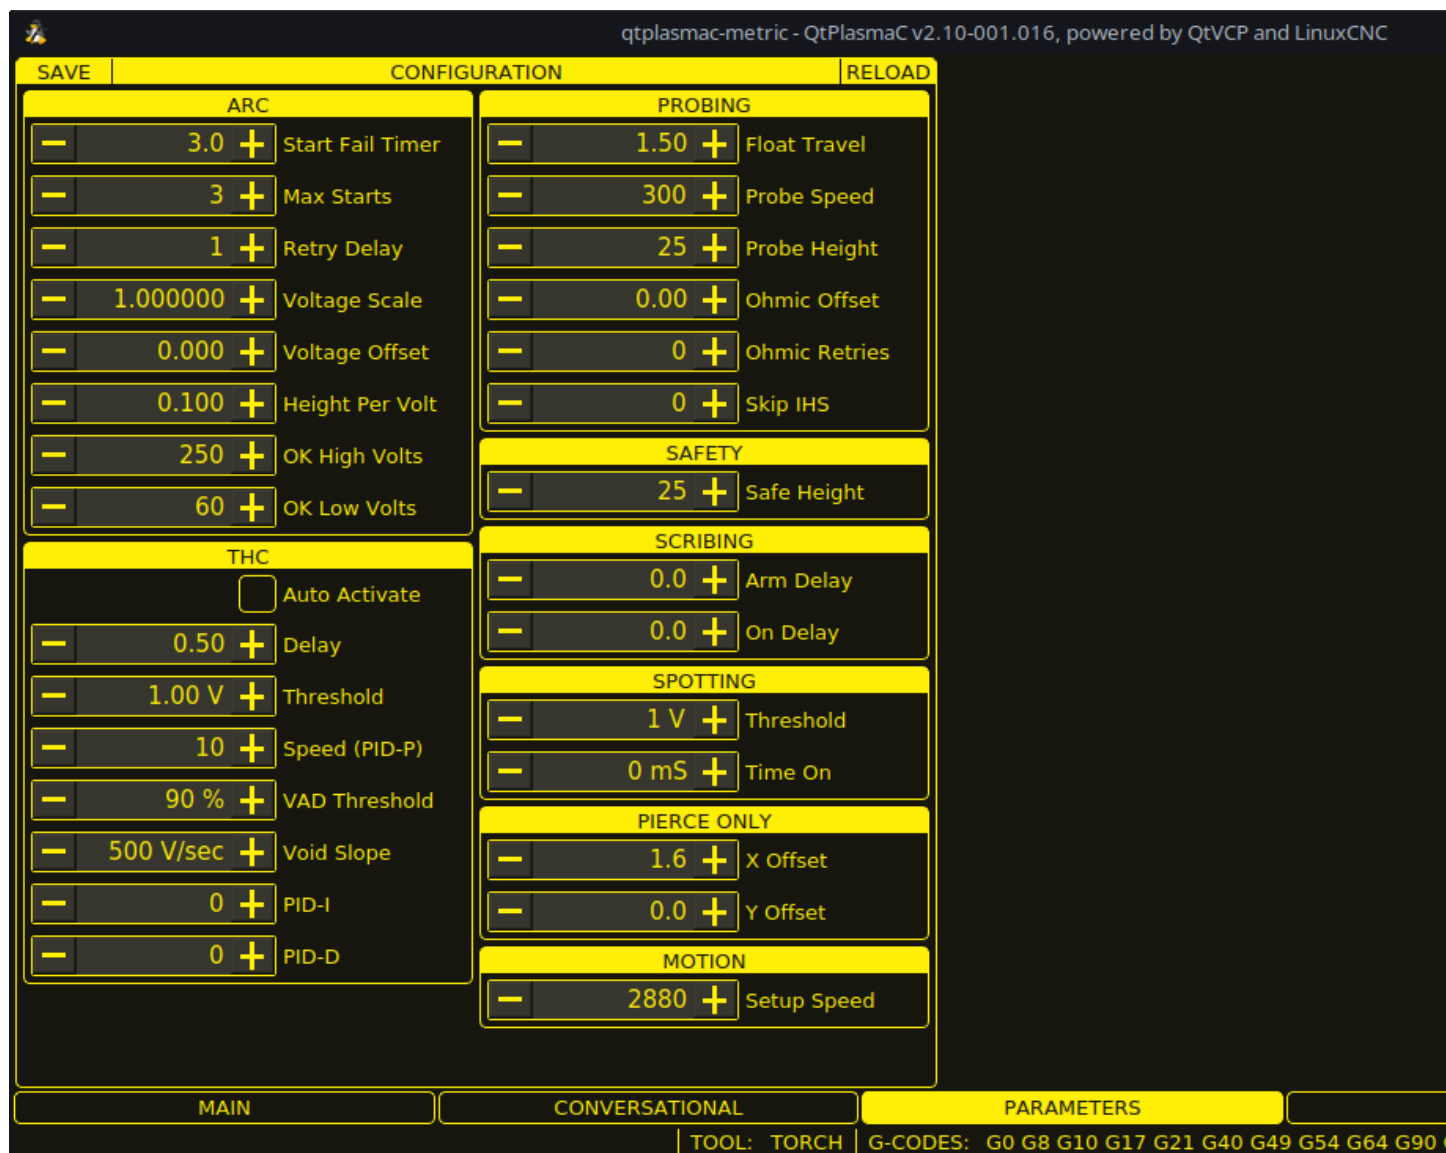 qtplasmac-metric - QtPlasmaC v2.10-001.016, powered by QtVCP and LinuxCNC
SAVE CONFIGURATION RELOAD
ARC
3.0 Start Fail Timer
3 Max Starts
1 Retry Delay
1.000000 Voltage Scale
0.000 Voltage Offset
0.100 Height Per Volt
250 OK High Volts
60 OK Low Volts
THC
Auto Activate
0.50 Delay
1.00 V Threshold
10 Speed (PID-P)
90 % VAD Threshold
500 V/sec Void Slope
0 PID-I
0 PID-D
PROBING
1.50 Float Travel
300 Probe Speed
25 Probe Height
0.00 Ohmic Offset
0 Ohmic Retries
0 Skip IHS
SAFETY
25 Safe Height
SCRIBING
0.0 Arm Delay
0.0 On Delay
SPOTTING
1 V Threshold
0 mS Time On
PIERCE ONLY
1.6 X Offset
0.0 Y Offset
MOTION
2880 Setup Speed
MAIN CONVERSATIONAL PARAMETERS
TOOL: TORCH G-CODES: G0 G8 G10 G17 G21 G40 G49 G54 G64 G90